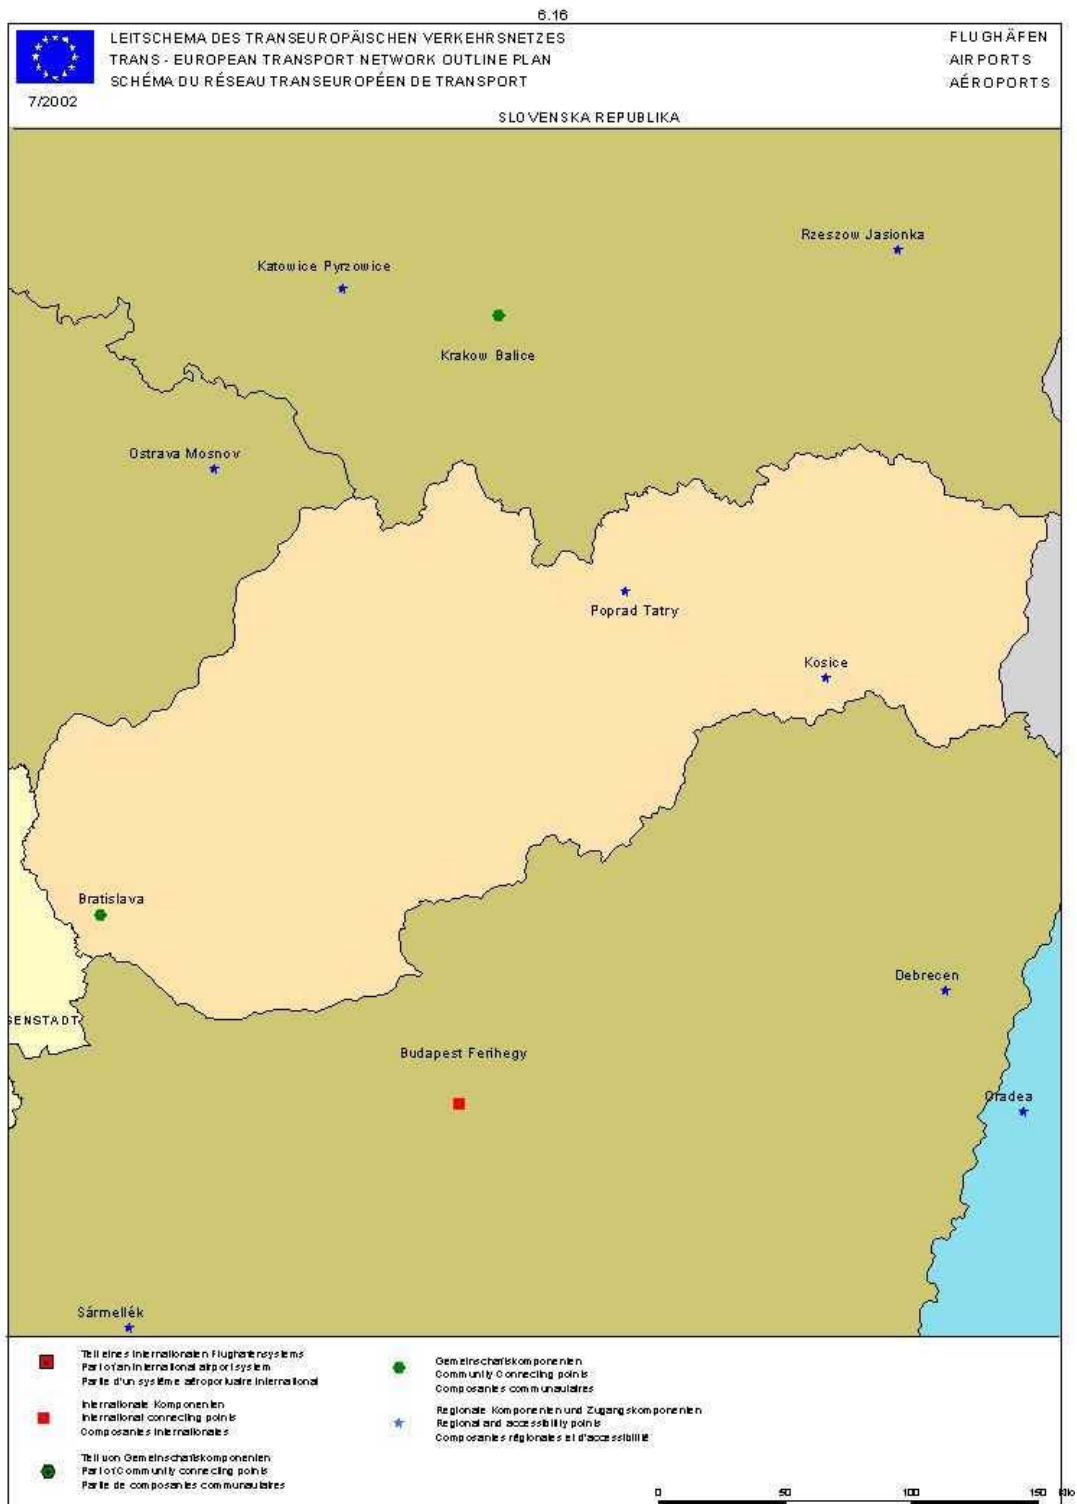 6.16
LEITSCHEMA DES TRANSEUROPÄISCHEN VERKEHRSNETZES
TRANS - EUROPEAN TRANSPORT NETWORK OUTLINE PLAN
SCHÉMA DU RÉSEAU TRANSEUROPÉEN DE TRANSPORT
FLUGHÄFEN
AIRPORTS
AÉROPORTS
7/2002
SLOVENSKA REPUBLIKA
Rzeszow Jasionka
Katowice Pyrzowice
Krakow Balice
Ostrava Mosnov
Poprad Tatry
Kosice
Bratislava
Debrecen
SENSTADT
Budapest Ferihegy
Oradea
Sármellék
Teil eines Internationalen Flughafensystems
Part of an International airport system
Partie d'un système aéroportuaire International
Internationale Komponenten
International connecting points
Composantes Internationales
Teil von Gemeinschaftskomponenten
Part of Community connecting points
Partie de composantes communautaires
Gemeinschaftskomponenten
Community Connecting points
Composantes communautaires
Regionale Komponenten und Zugangskomponenten
Regional and accessibility points
Composantes régionales et d'accessibilité
0 50 100 150 Kilo